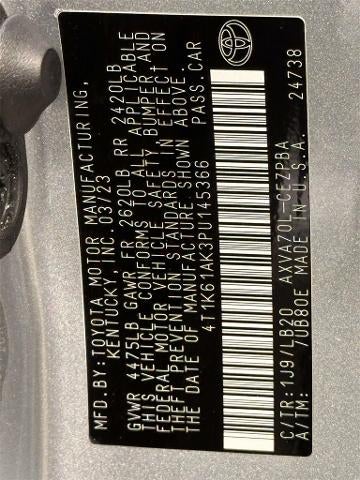 MFD.BY: TOYOTA MOTOR MANUFACTURING,
KENTUCKY, INC. 03/23
GVWR 4475LB GAWR FR 2620LB RR 2420LB
THIS VEHICLE CONFORMS TO ALL APPLICABLE
FEDERAL MOTOR VEHICLE SAFETY, BUMPER, AND
THEFT PREVENTION STANDARDS IN EFFECT ON
THE DATE OF MANUFACTURE SHOWN ABOVE.
4T1K61AK3PU145366 PASS.CAR
C/TR: 1J9/LB20 AXVA70L-CEZPBA
A/TM: /UB80E MADE IN U.S.A. 24738